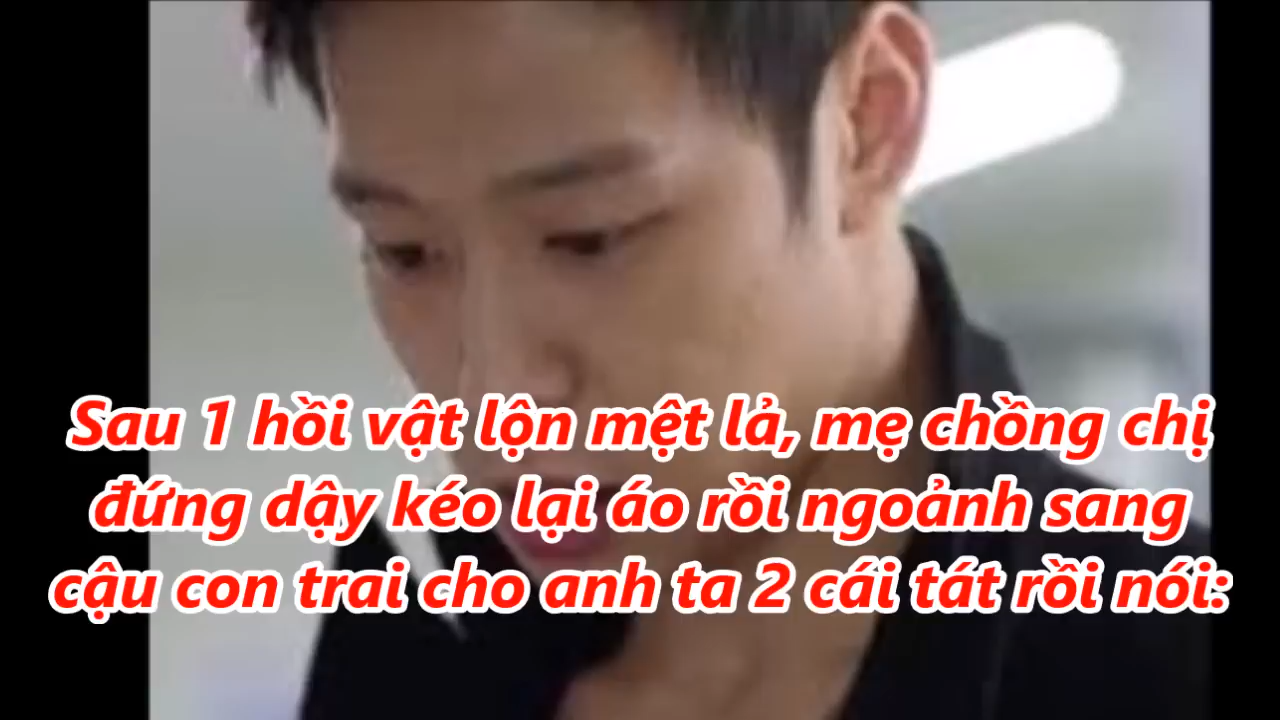 Sau 1 hồi vật lộn mệt lả, mẹ chồng chị
đứng dậy kéo lại áo rồi ngoảnh sang
cậu con trai cho anh ta 2 cái tát rồi nói: